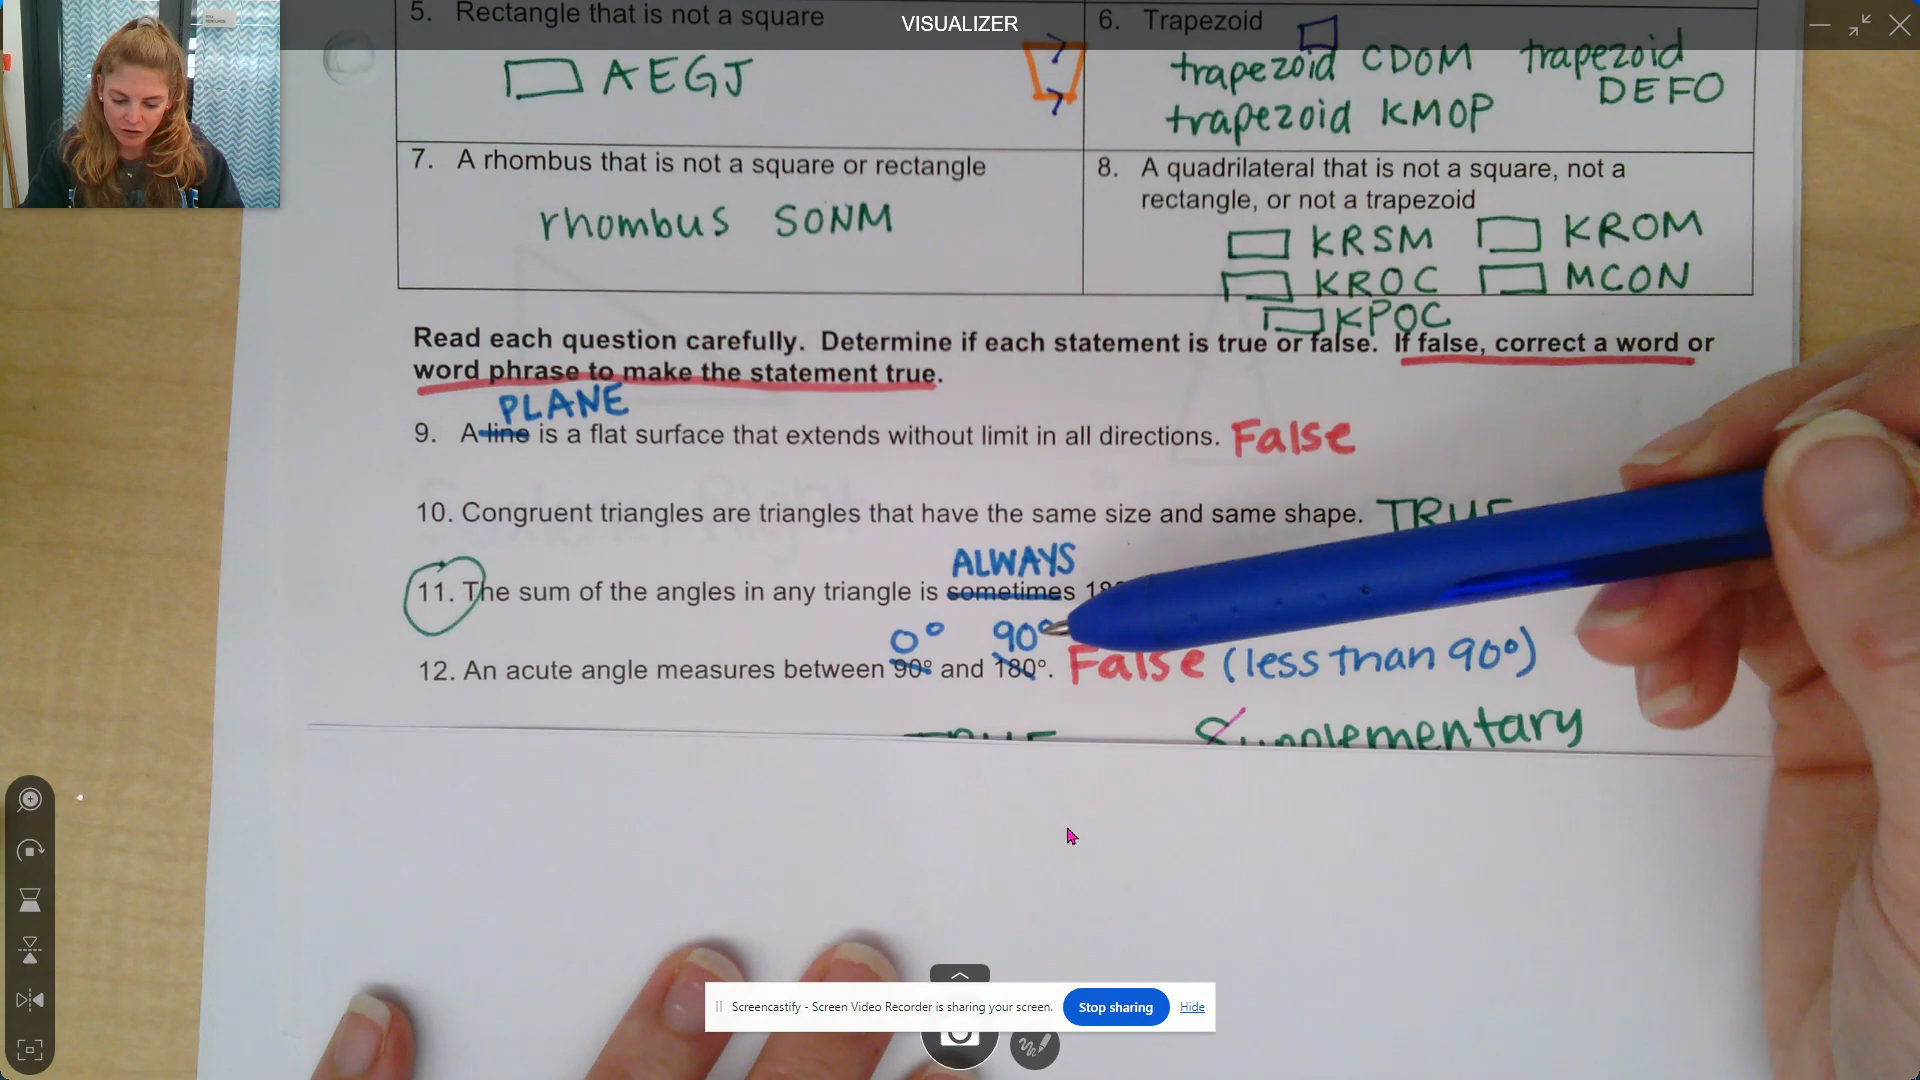 VISUALIZER
5. Rectangle that is not a square
AEGJ
6. Trapezoid
trapezoid CDOM trapezoid
DEFO
trapezoid KMOP
7. A rhombus that is not a square or rectangle
rhombus SONM
8. A quadrilateral that is not a square, not a
rectangle, or not a trapezoid
KRSM KROM
KROC MCON
KPOC
Read each question carefully. Determine if each statement is true or false. If false, correct a word or
word phrase to make the statement true.
PLANE
9. A line is a flat surface that extends without limit in all directions. False
10. Congruent triangles are triangles that have the same size and same shape. TRUE
ALWAYS
11. The sum of the angles in any triangle is sometimes
0° 90°
12. An acute angle measures between 90° and 180°. False (less than 90°)
TRUE Supplementary
Screencastify - Screen Video Recorder is sharing your screen. Stop sharing Hide